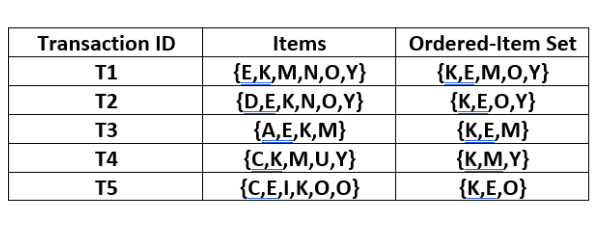 Transaction ID Items Ordered-Item Set
T1 {E,K,M,N,O,Y} {K,E,M,O,Y}
T2 {D,E,K,N,O,Y} {K,E,O,Y}
T3 {A,E,K,M} {K,E,M}
T4 {C,K,M,U,Y} {K,M,Y}
T5 {C,E,I,K,O,O} {K,E,O}